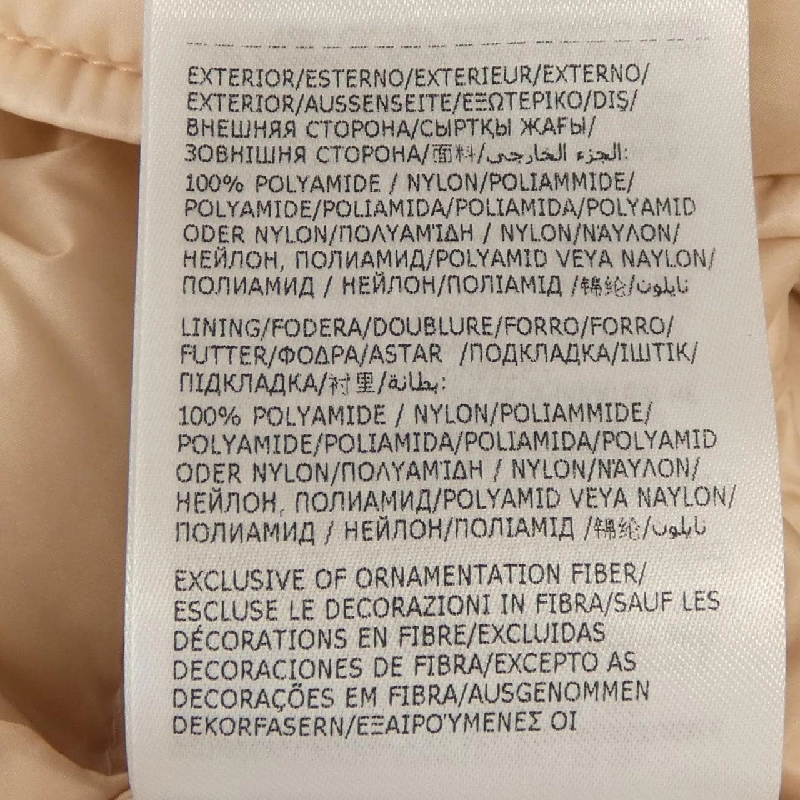 EXTERIOR/ESTERNO/EXTERIEUR/EXTERNO/
EXTERIOR/AUSSENSEITE/ΕΞΩΤΕΡΙΚΟ/DIŞ/
ВНЕШНЯЯ СТОРОНА/СЫРТҚЫ ЖАҒЫ/
ЗОВНІШНЯ СТОРОНА/面料/الجزء الخارجي:
100% POLYAMIDE / NYLON/POLIAMMIDE/
POLYAMIDE/POLIAMIDA/POLIAMIDA/POLYAMID
ODER NYLON/ΠΟΛΥΑΜΊΔΗ / NYLON/ΝΆΥΛΟΝ/
НЕЙЛОН, ПОЛИАМИД/POLYAMID VEYA NAYLON/
ПОЛИАМИД / НЕЙЛОН/ПОЛІАМІД /锦纶/نايلون
LINING/FODERA/DOUBLURE/FORRO/FORRO/
FUTTER/ΦΟΔΡΑ/ASTAR /ПОДКЛАДКА/ІШТІК/
ПІДКЛАДКА/衬里/بطانة:
100% POLYAMIDE / NYLON/POLIAMMIDE/
POLYAMIDE/POLIAMIDA/POLIAMIDA/POLYAMID
ODER NYLON/ΠΟΛΥΑΜΊΔΗ / NYLON/ΝΆΥΛΟΝ/
НЕЙЛОН, ПОЛИАМИД/POLYAMID VEYA NAYLON/
ПОЛИАМИД / НЕЙЛОН/ПОЛІАМІД /锦纶/نايلون
EXCLUSIVE OF ORNAMENTATION FIBER/
ESCLUSE LE DECORAZIONI IN FIBRA/SAUF LES
DÉCORATIONS EN FIBRE/EXCLUIDAS
DECORACIONES DE FIBRA/EXCEPTO AS
DECORAÇÕES EM FIBRA/AUSGENOMMEN
DEKORFASERN/ΕΞΑΙΡΟΎΜΕΝΕΣ ΟΙ